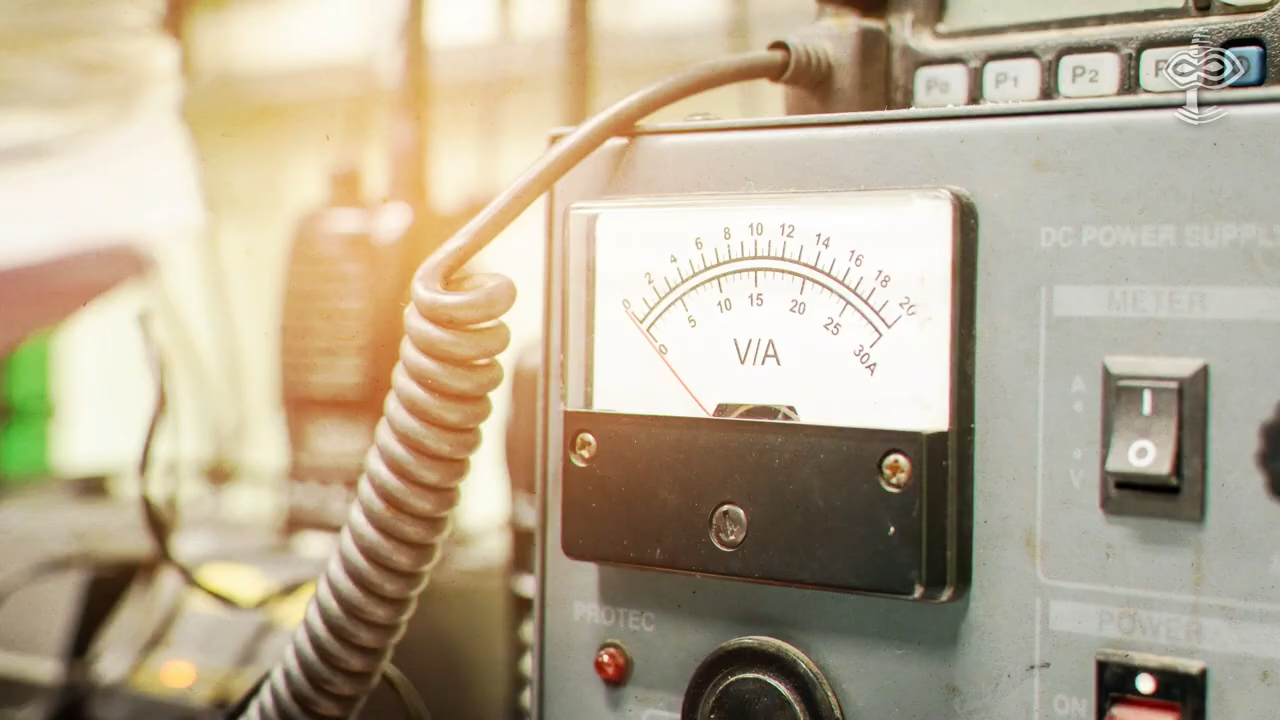 P0 P1 P2
0 2 4 6 8 10 12 14 16 18 20
0 5 10 15 20 25 30A
V/A
DC POWER SUPPLY
METER
A
V
I
O
PROTEC
POWER
ON